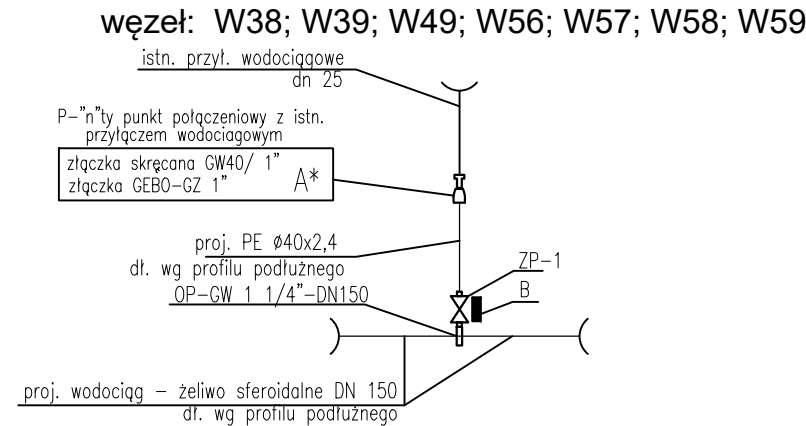 węzeł: W38; W39; W49; W56; W57; W58; W59
istn. przył. wodociągowe
dn 25
P-"n"ty punkt połączeniowy z istn.
przyłączem wodociagowym
złączka skręcana GW40/ 1"
złączka GEBO-GZ 1"
A*
proj. PE ø40x2,4
dł. wg profilu podłużnego
ZP-1
OP-GW 1 1/4"-DN150
B
proj. wodociąg – żeliwo sferoidalne DN 150
dł. wg profilu podłużnego